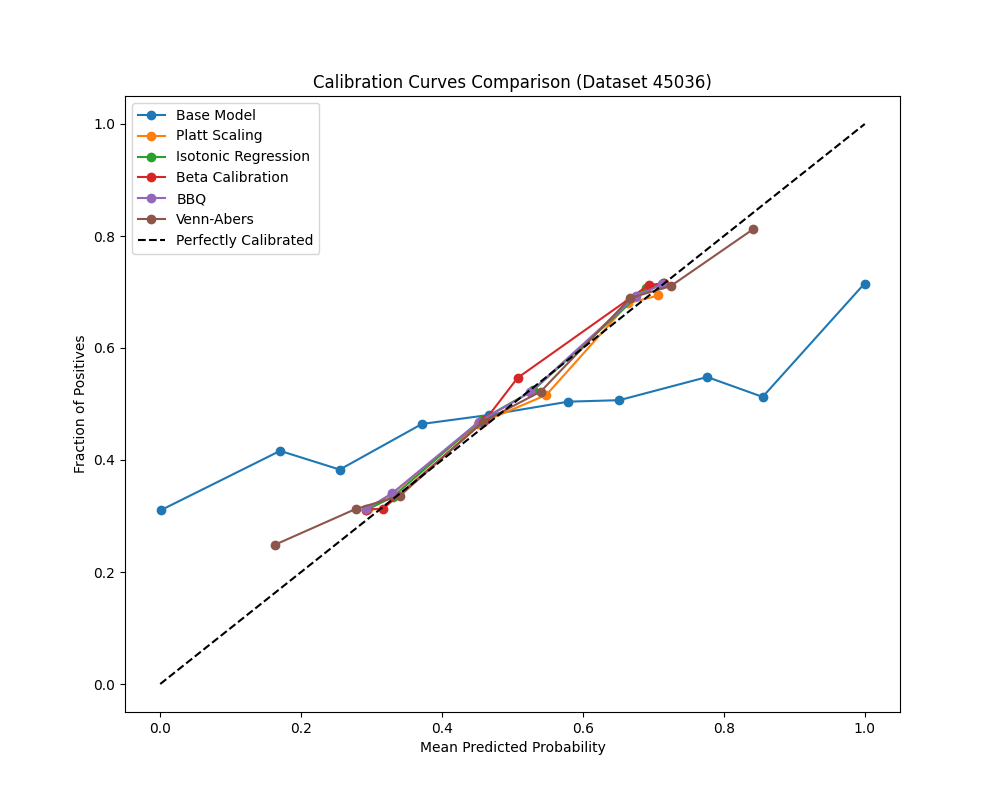 Calibration Curves Comparison (Dataset 45036)
Base Model
Platt Scaling
Isotonic Regression
Beta Calibration
BBQ
Venn-Abers
Perfectly Calibrated
1.0
0.8
0.6
0.4
0.2
0.0
Fraction of Positives
0.0 0.2 0.4 0.6 0.8 1.0
Mean Predicted Probability